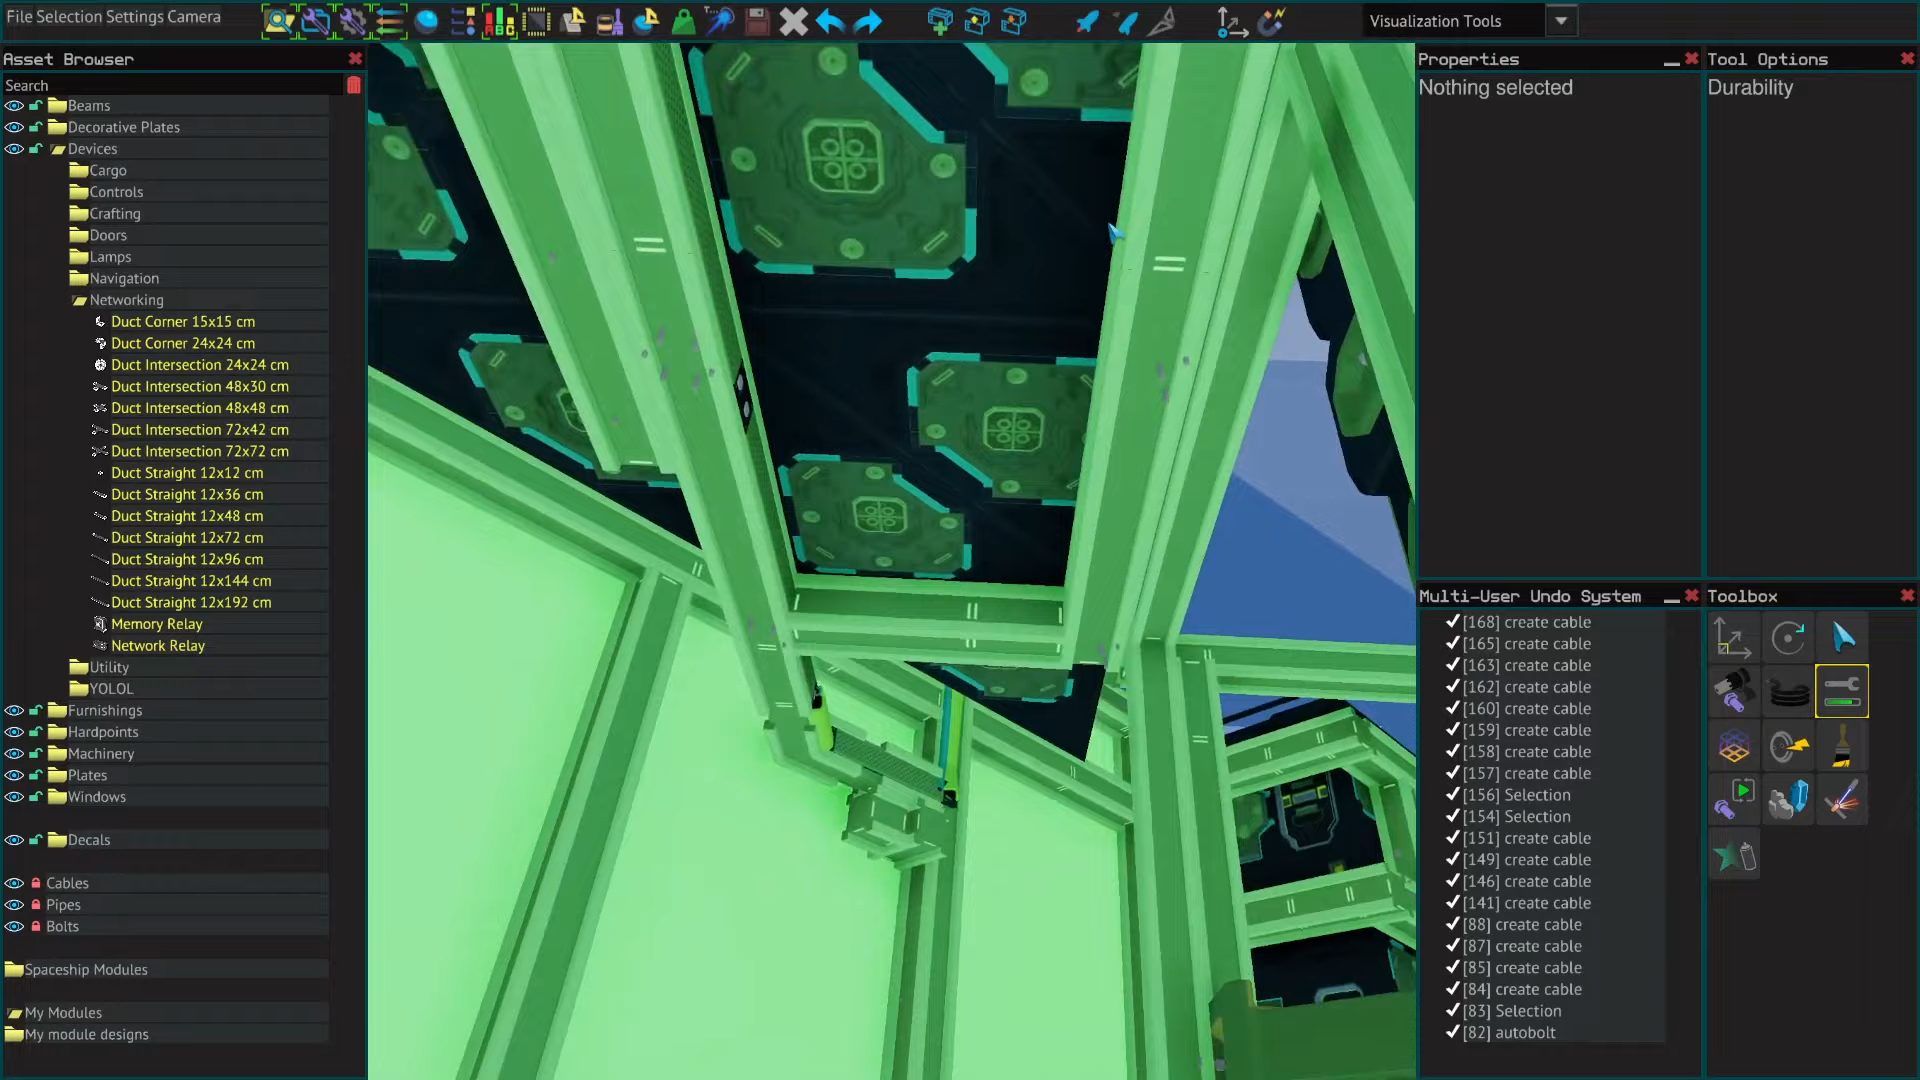 File Selection Settings Camera
ABC
Visualization Tools
Asset Browser
Search
Beams
Decorative Plates
Devices
Cargo
Controls
Crafting
Doors
Lamps
Navigation
Networking
Duct Corner 15x15 cm
Duct Corner 24x24 cm
Duct Intersection 24x24 cm
Duct Intersection 48x30 cm
Duct Intersection 48x48 cm
Duct Intersection 72x42 cm
Duct Intersection 72x72 cm
Duct Straight 12x12 cm
Duct Straight 12x36 cm
Duct Straight 12x48 cm
Duct Straight 12x72 cm
Duct Straight 12x96 cm
Duct Straight 12x144 cm
Duct Straight 12x192 cm
Memory Relay
Network Relay
Utility
YOLOL
Furnishings
Hardpoints
Machinery
Plates
Windows
Decals
Cables
Pipes
Bolts
Spaceship Modules
My Modules
My module designs
Properties
Nothing selected
Tool Options
Durability
Multi-User Undo System
[168] create cable
[165] create cable
[163] create cable
[162] create cable
[160] create cable
[159] create cable
[158] create cable
[157] create cable
[156] Selection
[154] Selection
[151] create cable
[149] create cable
[146] create cable
[141] create cable
[88] create cable
[87] create cable
[85] create cable
[84] create cable
[83] Selection
[82] autobolt
Toolbox